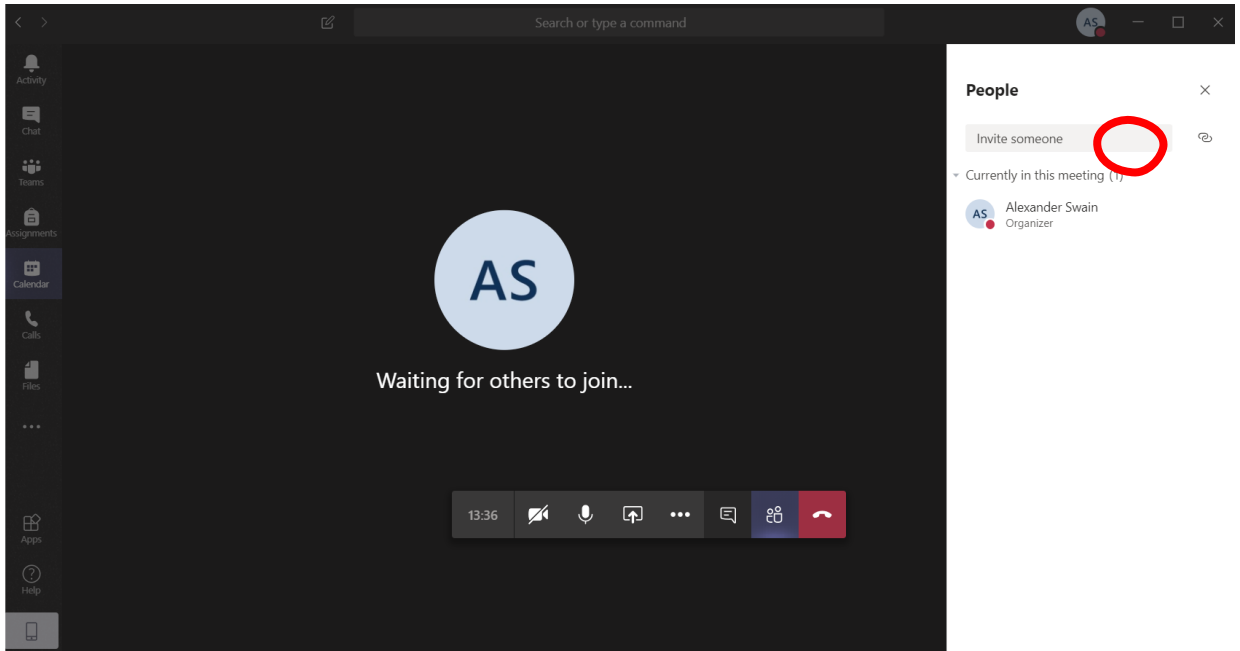 Search or type a command
AS
Activity
Chat
Teams
Assignments
Calendar
Calls
Files
Apps
Help
AS
Waiting for others to join...
13:36
People
Invite someone
Currently in this meeting (1)
AS
Alexander Swain
Organizer